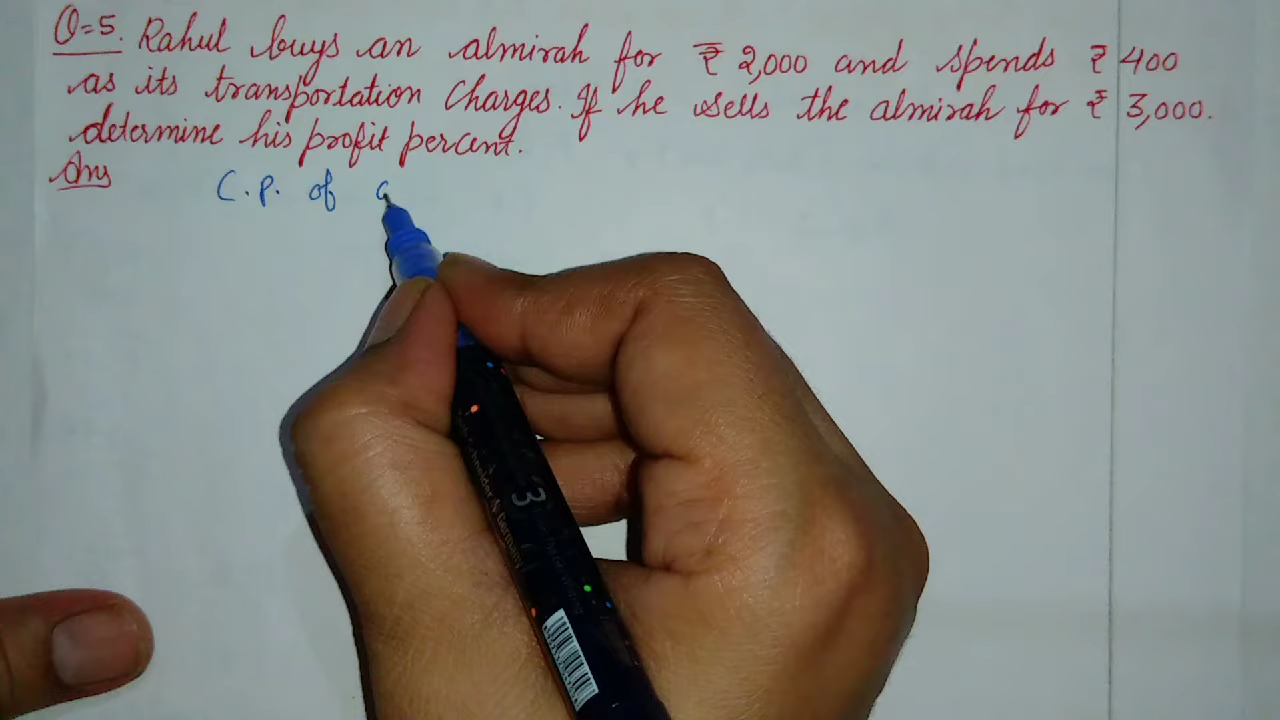 Q=5. Rahul buys an almirah for ₹ 2,000 and spends ₹ 400
as its transportation Charges. If he sells the almirah for ₹ 3,000.
determine his profit percent.
Ans
C.P. of a
3